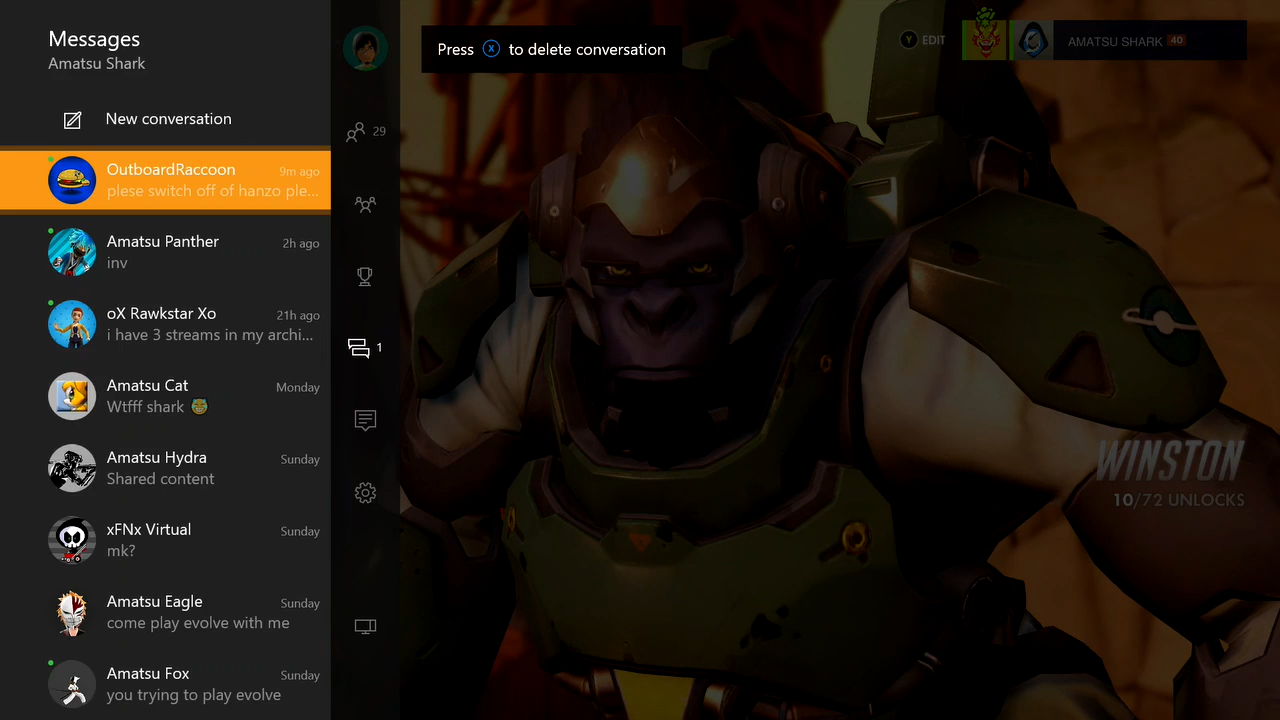 Messages
Amatsu Shark
New conversation
OutboardRaccoon 9m ago
plese switch off of hanzo ple...
Amatsu Panther 2h ago
inv
oX Rawkstar Xo 21h ago
i have 3 streams in my archi...
Amatsu Cat Monday
Wtfff shark
Amatsu Hydra Sunday
Shared content
xFNx Virtual Sunday
mk?
Amatsu Eagle Sunday
come play evolve with me
Amatsu Fox Sunday
you trying to play evolve
29
1
Press X to delete conversation
Y EDIT
AMATSU SHARK 40
WINSTON
10/72 UNLOCKS